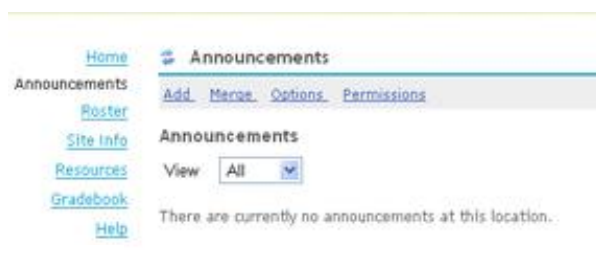 Home
Announcements
Roster
Site Info
Resources
Gradebook
Help
Announcements
Add Merge Options Permissions
Announcements
View All
There are currently no announcements at this location.